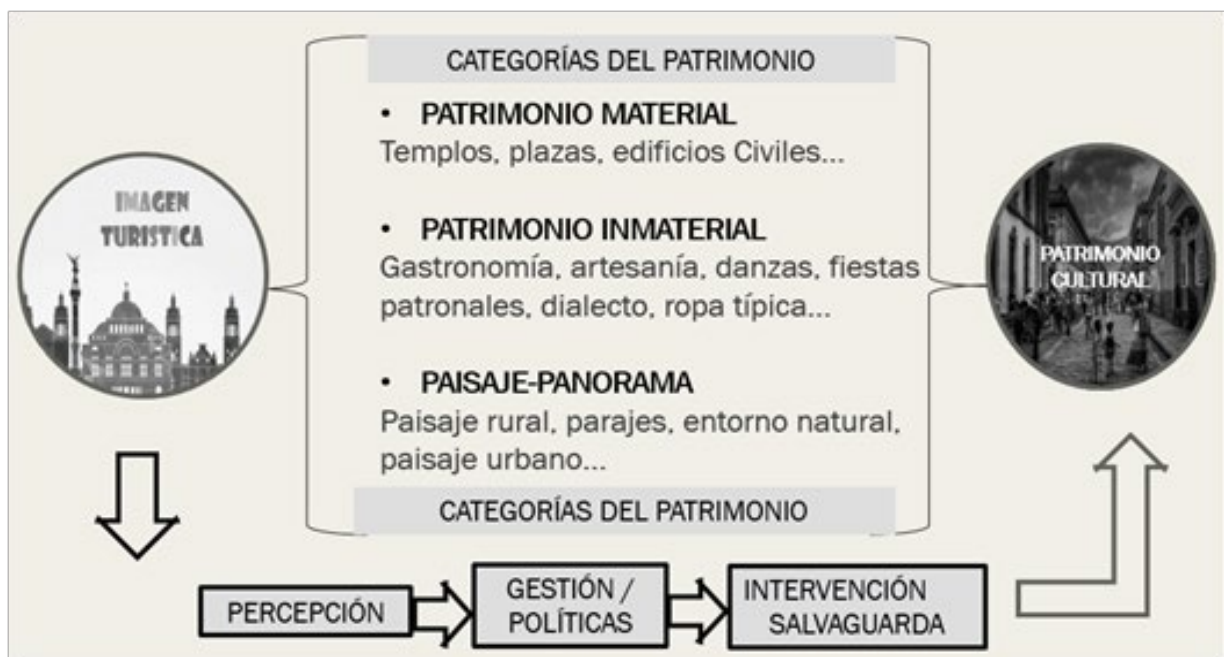 CATEGORÍAS DEL PATRIMONIO
IMAGEN
TURISTICA
• PATRIMONIO MATERIAL
Templos, plazas, edificios Civiles...
• PATRIMONIO INMATERIAL
Gastronomía, artesanía, danzas, fiestas
patronales, dialecto, ropa típica...
• PAISAJE-PANORAMA
Paisaje rural, parajes, entorno natural,
paisaje urbano...
CATEGORÍAS DEL PATRIMONIO
PATRIMONIO
CULTURAL
PERCEPCIÓN
GESTIÓN /
POLÍTICAS
INTERVENCIÓN
SALVAGUARDA